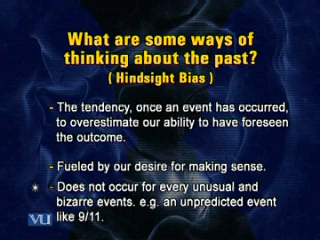 What are some ways of
thinking about the past?
( Hindsight Bias )
- The tendency, once an event has occurred,
to overestimate our ability to have foreseen
the outcome.
- Fueled by our desire for making sense.
- Does not occur for every unusual and
bizarre events. e.g. an unpredicted event
like 9/11.
VU